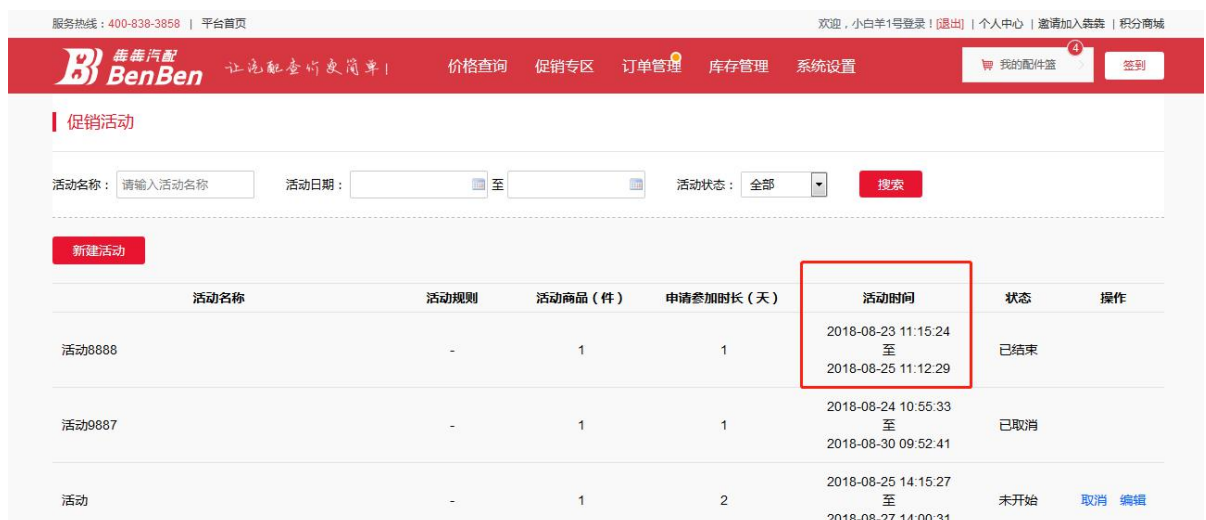 服务热线：400-838-3858 | 平台首页
欢迎，小白羊1号登录！[退出] | 个人中心 | 邀请加入犇犇 | 积分商城
犇犇汽配
BenBen
让汽配查价更简单
价格查询 促销专区 订单管理 库存管理 系统设置
我的配件篮 4
签到
促销活动
活动名称： 请输入活动名称 活动日期： 至 活动状态： 全部 搜索
新建活动
活动名称 活动规则 活动商品（件） 申请参加时长（天） 活动时间 状态 操作
2018-08-23 11:15:24
活动8888 - 1 1 至 已结束
2018-08-25 11:12:29
2018-08-24 10:55:33
活动9887 - 1 1 至 已取消
2018-08-30 09:52:41
2018-08-25 14:15:27
活动 - 1 2 至 未开始 取消 编辑
2018-08-27 14:00:31